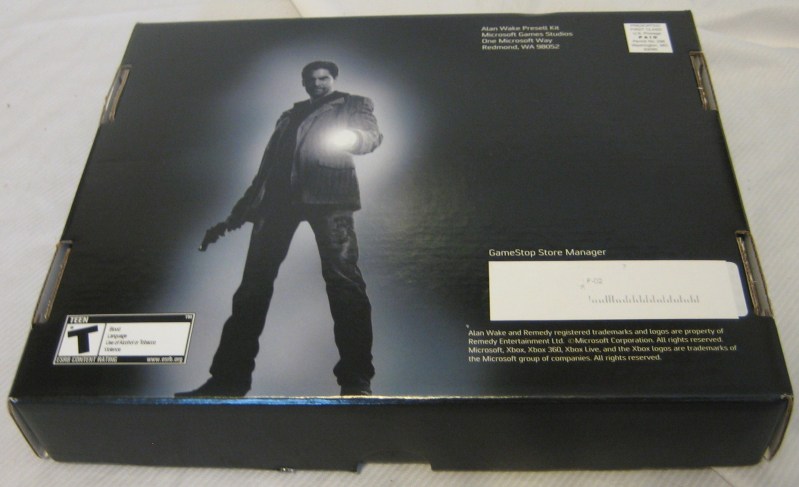 Alan Wake Presell Kit
Microsoft Games Studios
One Microsoft Way
Redmond, WA 98052
PAID
GameStop Store Manager
TEEN
T
Blood
Language
Use of Alcohol or Tobacco
Violence
ESRB CONTENT RATING www.esrb.org
Alan Wake and Remedy registered trademarks and logos are property of
Remedy Entertainment Ltd. ©Microsoft Corporation. All rights reserved.
Microsoft, Xbox, Xbox 360, Xbox Live, and the Xbox logos are trademarks of
the Microsoft group of companies. All rights reserved.